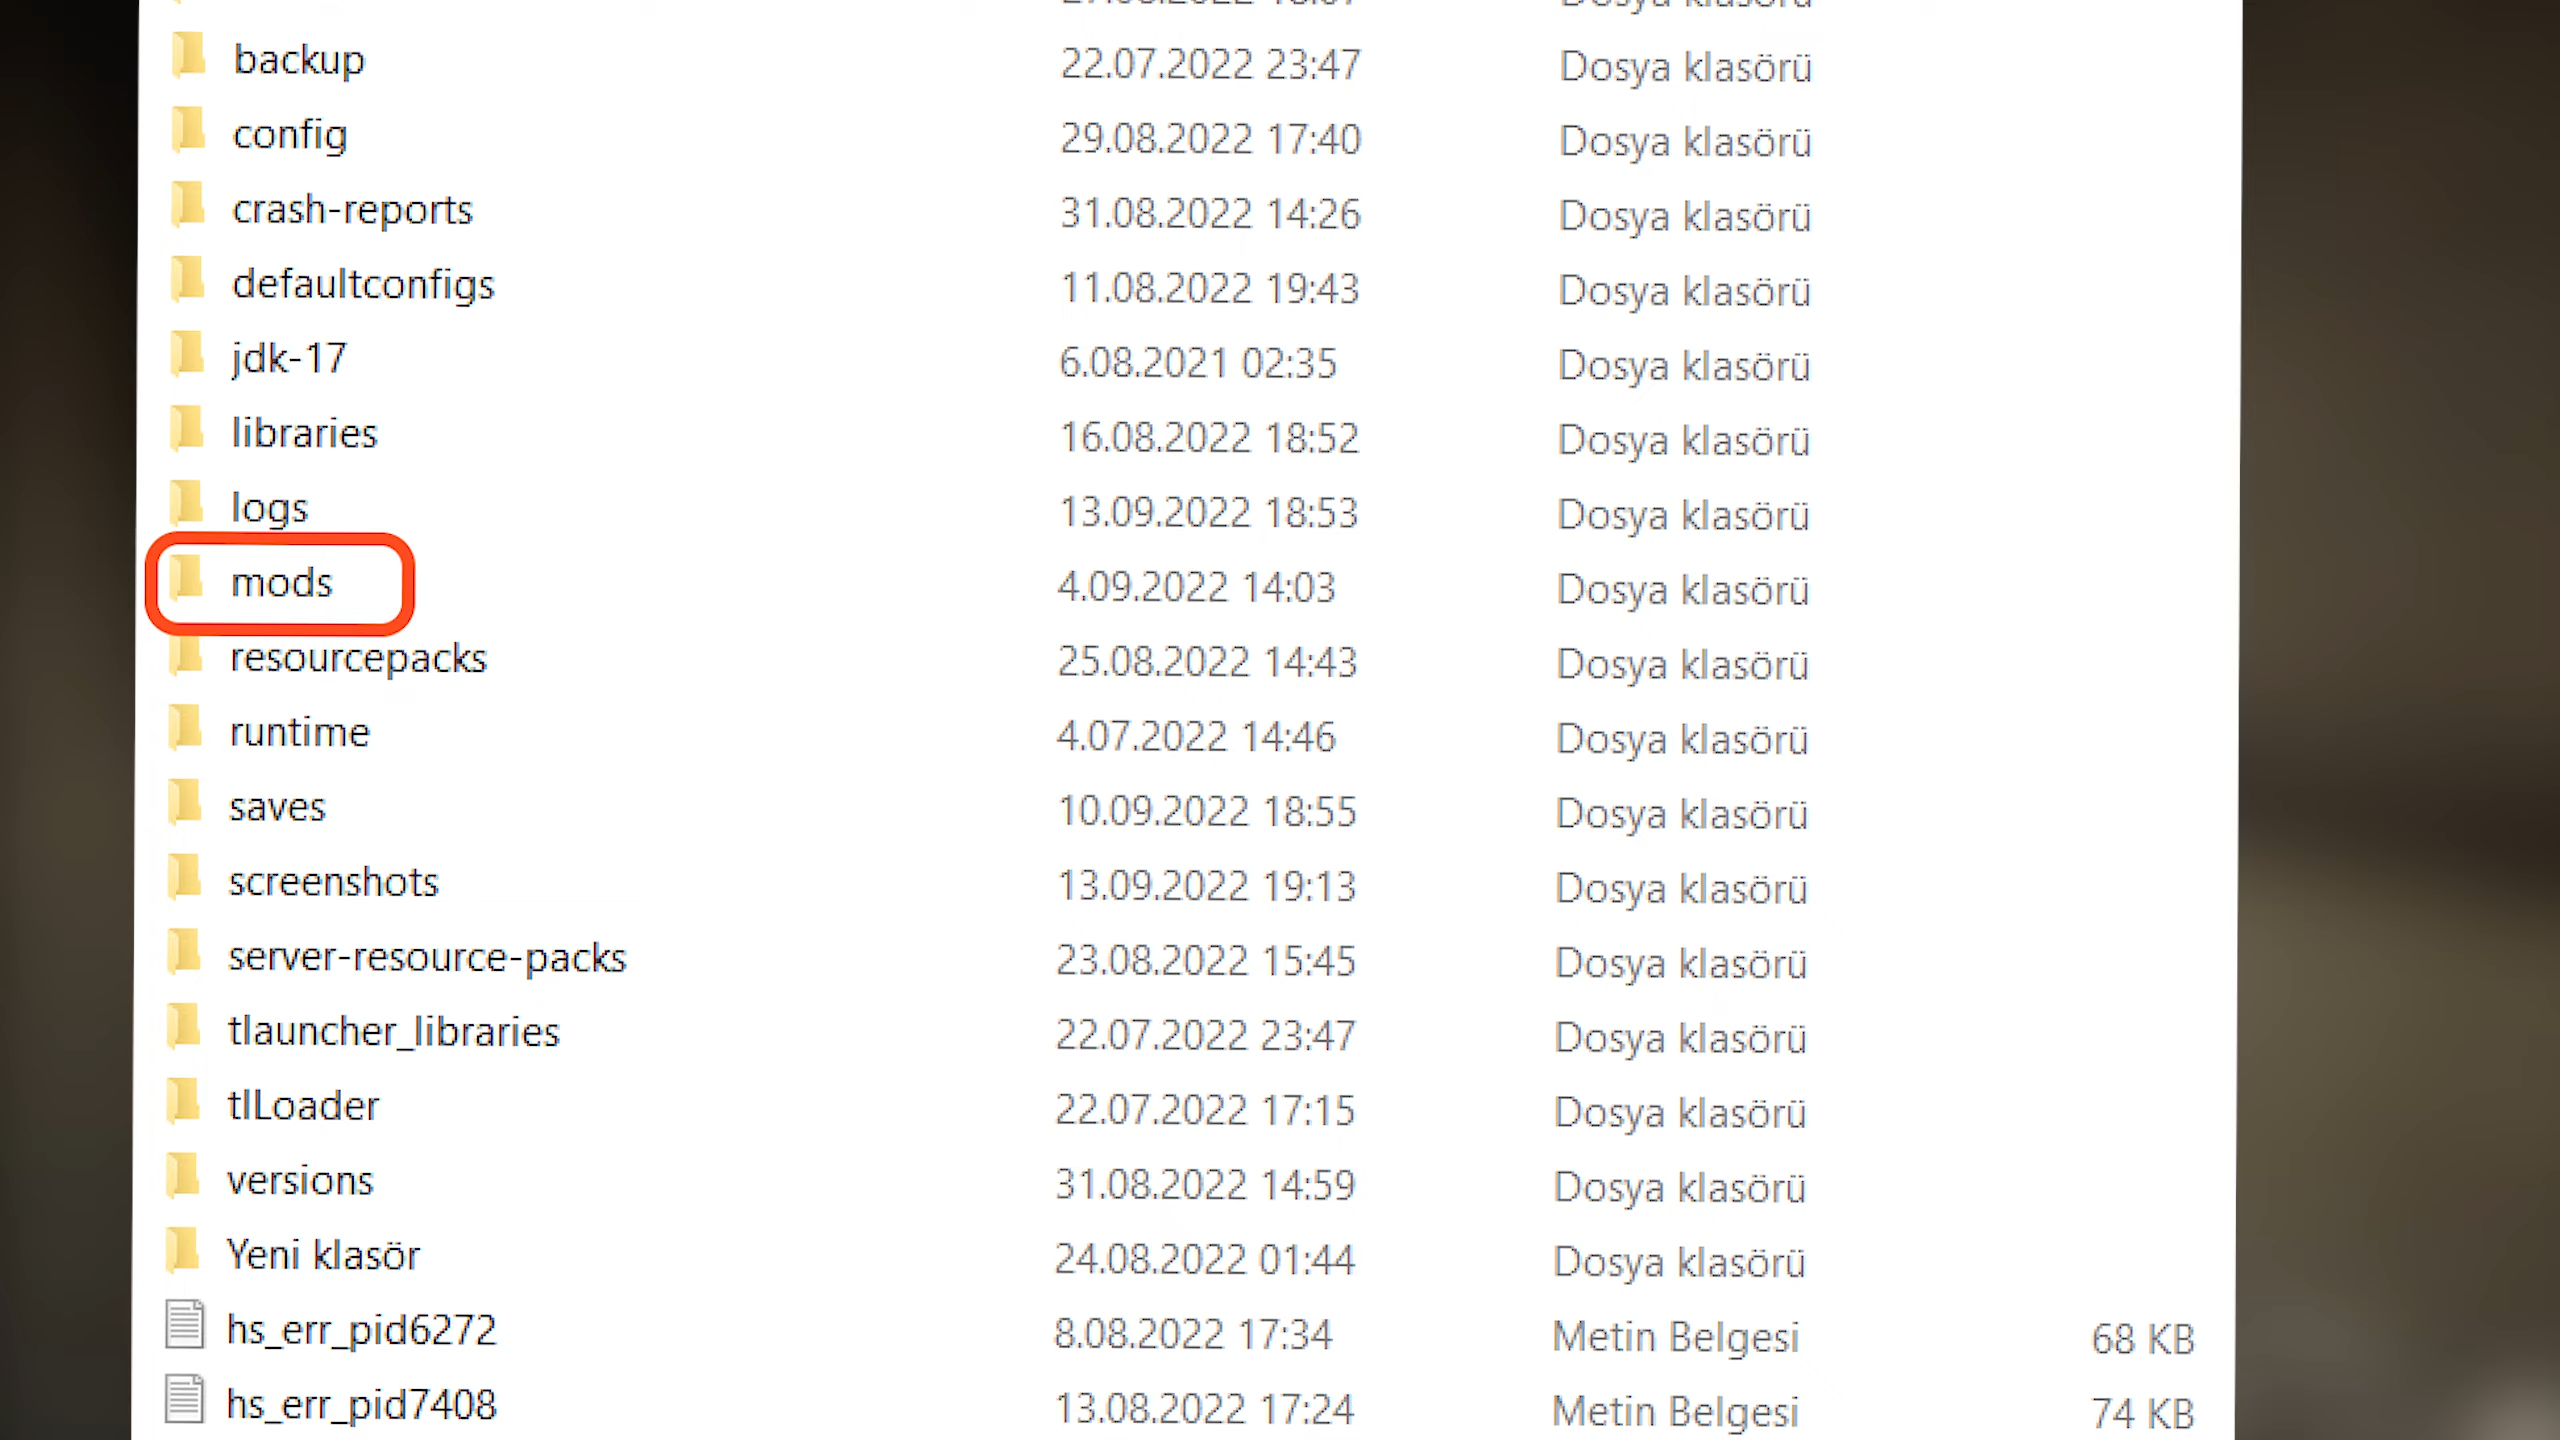 27.08.2022 18:07 Dosya klasörü
backup 22.07.2022 23:47 Dosya klasörü
config 29.08.2022 17:40 Dosya klasörü
crash-reports 31.08.2022 14:26 Dosya klasörü
defaultconfigs 11.08.2022 19:43 Dosya klasörü
jdk-17 6.08.2021 02:35 Dosya klasörü
libraries 16.08.2022 18:52 Dosya klasörü
logs 13.09.2022 18:53 Dosya klasörü
mods 4.09.2022 14:03 Dosya klasörü
resourcepacks 25.08.2022 14:43 Dosya klasörü
runtime 4.07.2022 14:46 Dosya klasörü
saves 10.09.2022 18:55 Dosya klasörü
screenshots 13.09.2022 19:13 Dosya klasörü
server-resource-packs 23.08.2022 15:45 Dosya klasörü
tlauncher_libraries 22.07.2022 23:47 Dosya klasörü
tlLoader 22.07.2022 17:15 Dosya klasörü
versions 31.08.2022 14:59 Dosya klasörü
Yeni klasör 24.08.2022 01:44 Dosya klasörü
hs_err_pid6272 8.08.2022 17:34 Metin Belgesi 68 KB
hs_err_pid7408 13.08.2022 17:24 Metin Belgesi 74 KB